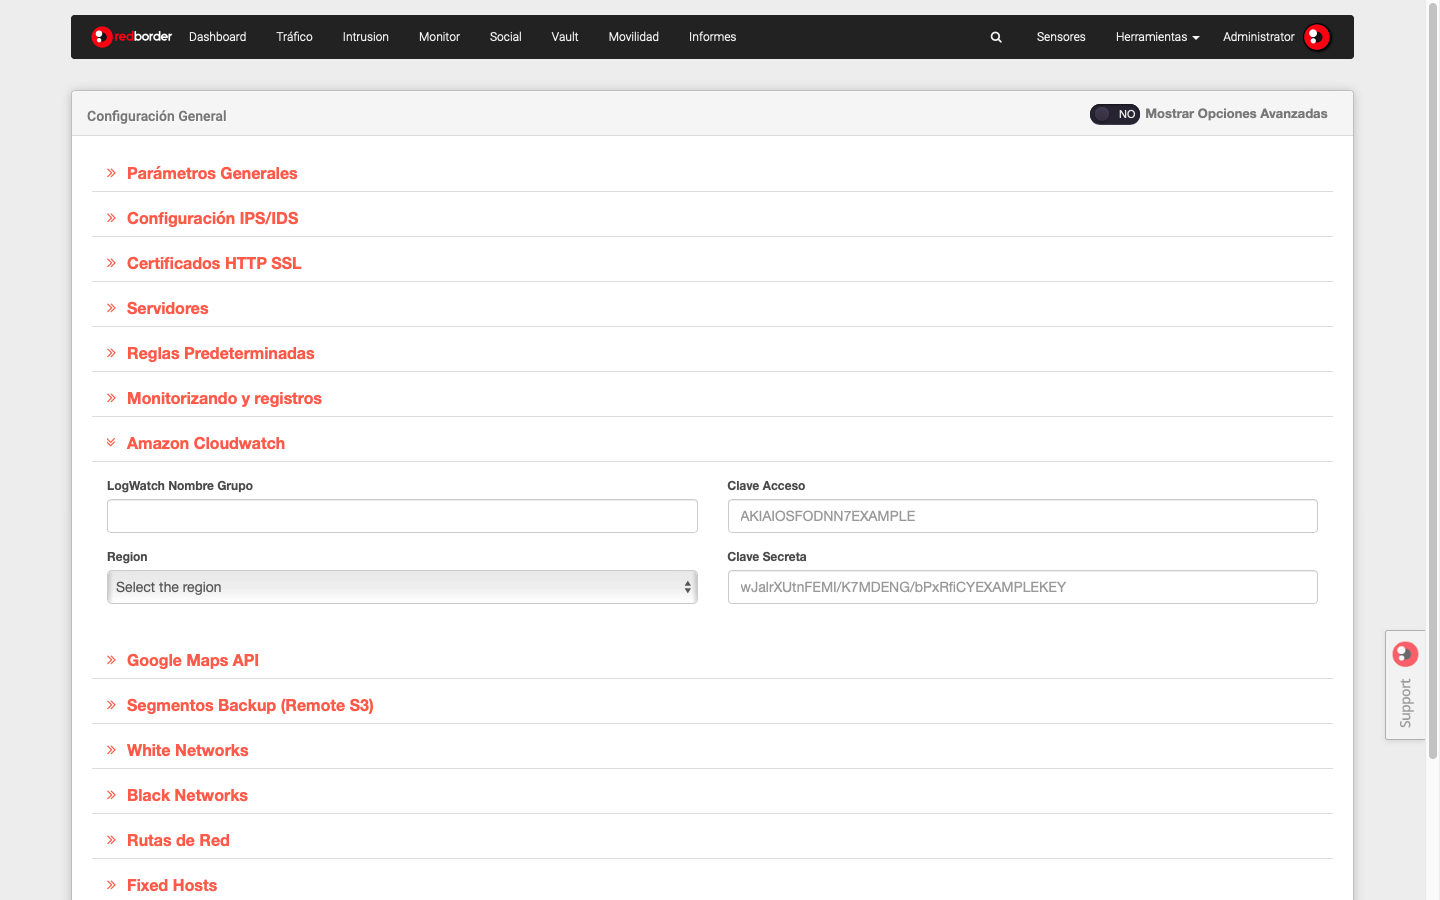 redborder Dashboard Tráfico Intrusion Monitor Social Vault Movilidad Informes Sensores Herramientas Administrator
Configuración General NO Mostrar Opciones Avanzadas
Parámetros Generales
Configuración IPS/IDS
Certificados HTTP SSL
Servidores
Reglas Predeterminadas
Monitorizando y registros
Amazon Cloudwatch
LogWatch Nombre Grupo
Clave Acceso
AKIAIOSFODNN7EXAMPLE
Region
Select the region
Clave Secreta
wJalrXUtnFEMI/K7MDENG/bPxRfiCYEXAMPLEKEY
Google Maps API
Segmentos Backup (Remote S3)
White Networks
Black Networks
Rutas de Red
Fixed Hosts
Support